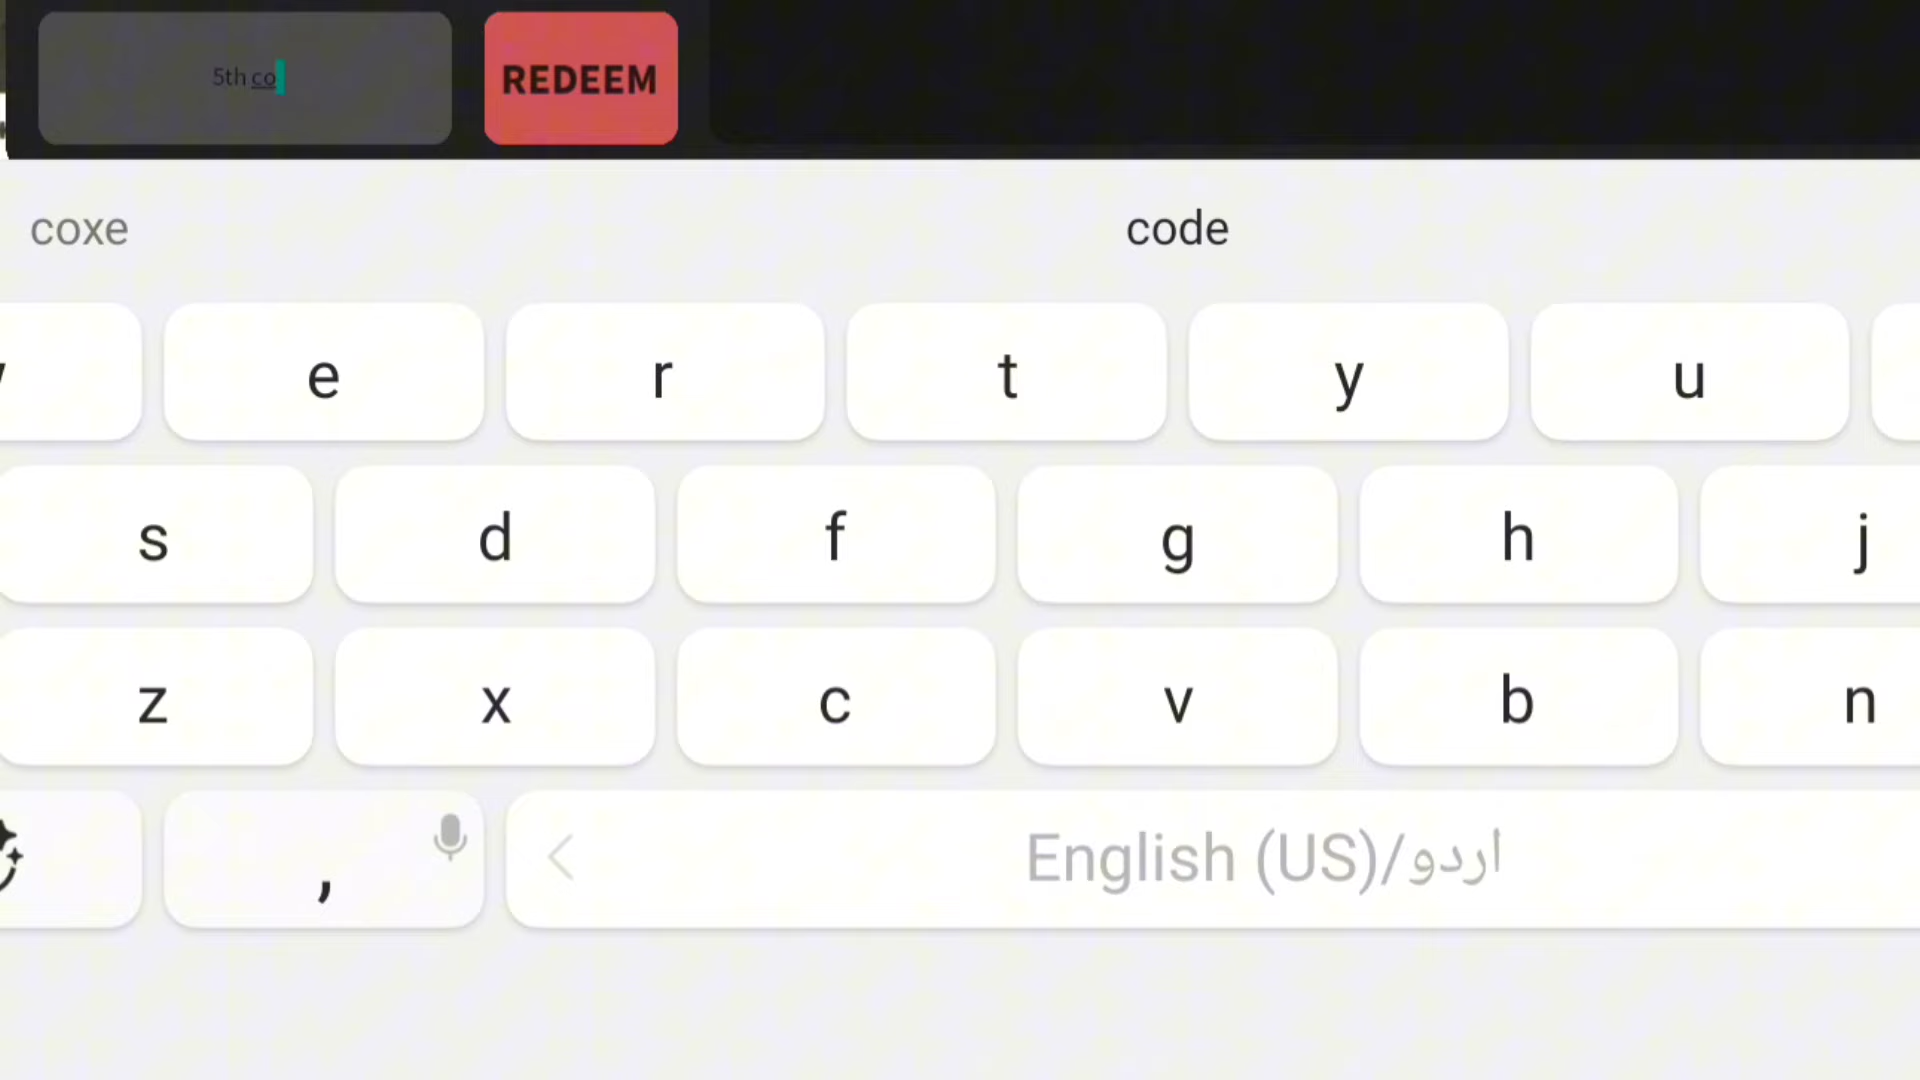 5th co
REDEEM
coxe code
e r t y u
s d f g h j
z x c v b n
,
English (US)/اردو